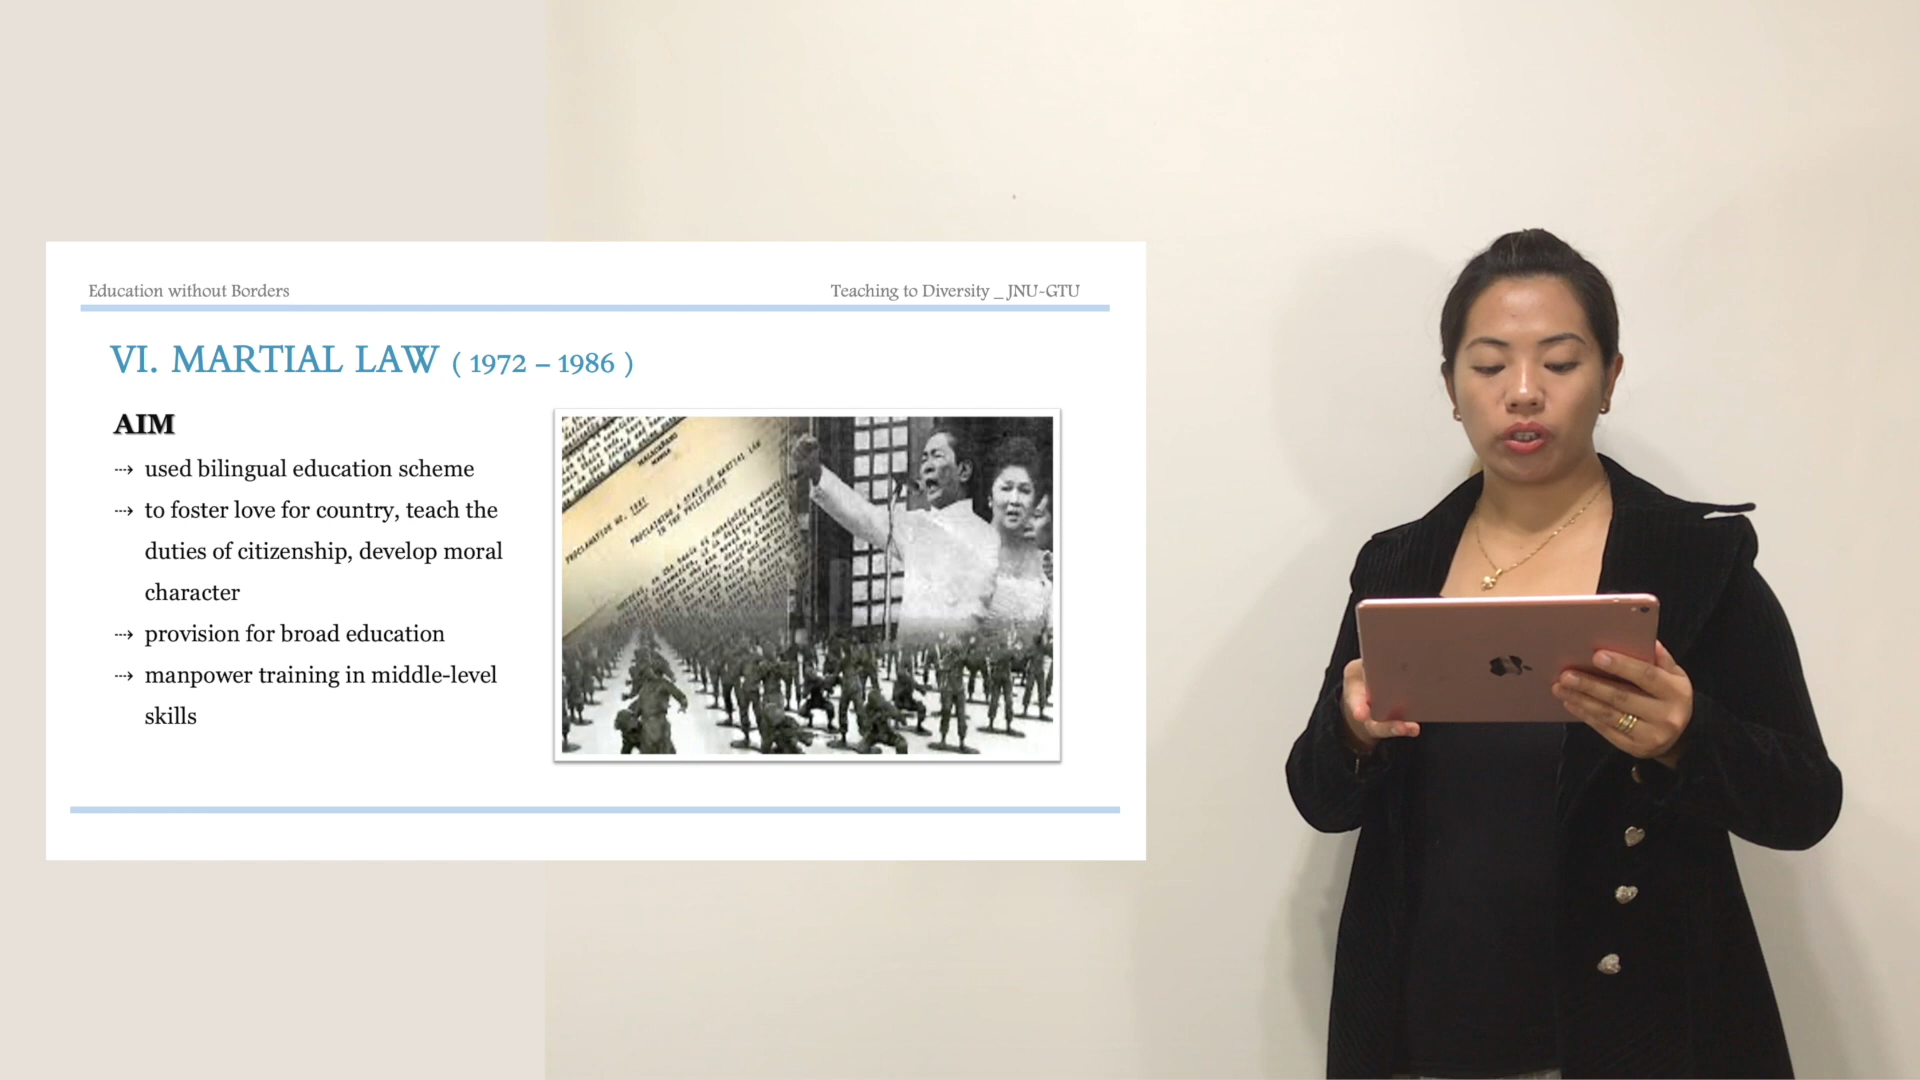 Education without Borders
Teaching to Diversity _ JNU-GTU
VI. MARTIAL LAW ( 1972 – 1986 )
AIM
⇢ used bilingual education scheme
⇢ to foster love for country, teach the
duties of citizenship, develop moral
character
⇢ provision for broad education
⇢ manpower training in middle-level
skills
MALACAÑANG
MANILA
PROCLAMATION NO. 1081
PROCLAIMING A STATE OF MARTIAL LAW
IN THE PHILIPPINES